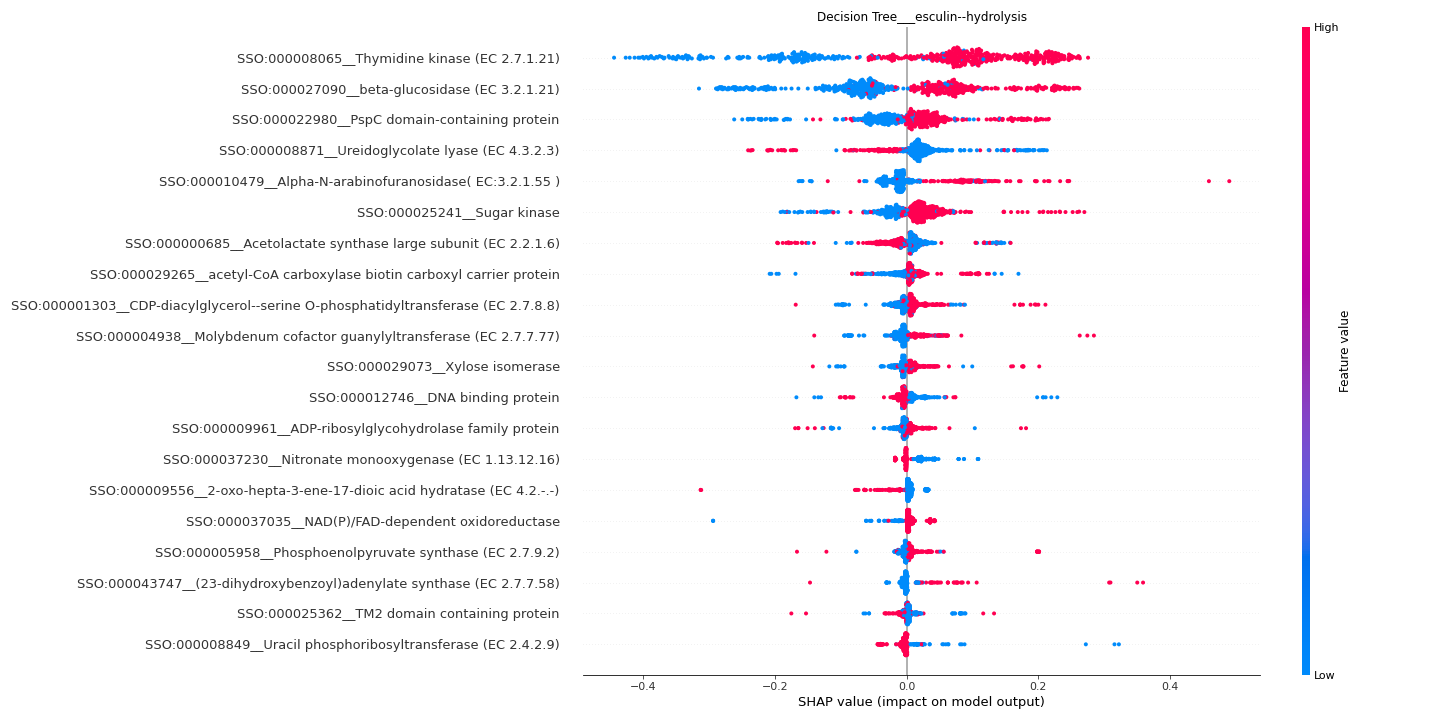 Decision Tree___esculin--hydrolysis
High
SSO:000008065__Thymidine kinase (EC 2.7.1.21)
SSO:000027090__beta-glucosidase (EC 3.2.1.21)
SSO:000022980__PspC domain-containing protein
SSO:000008871__Ureidoglycolate lyase (EC 4.3.2.3)
SSO:000010479__Alpha-N-arabinofuranosidase( EC:3.2.1.55 )
SSO:000025241__Sugar kinase
SSO:000000685__Acetolactate synthase large subunit (EC 2.2.1.6)
SSO:000029265__acetyl-CoA carboxylase biotin carboxyl carrier protein
SSO:000001303__CDP-diacylglycerol--serine O-phosphatidyltransferase (EC 2.7.8.8)
SSO:000004938__Molybdenum cofactor guanylyltransferase (EC 2.7.7.77)
SSO:000029073__Xylose isomerase
SSO:000012746__DNA binding protein
SSO:000009961__ADP-ribosylglycohydrolase family protein
SSO:000037230__Nitronate monooxygenase (EC 1.13.12.16)
SSO:000009556__2-oxo-hepta-3-ene-17-dioic acid hydratase (EC 4.2.-.-)
SSO:000037035__NAD(P)/FAD-dependent oxidoreductase
SSO:000005958__Phosphoenolpyruvate synthase (EC 2.7.9.2)
SSO:000043747__(23-dihydroxybenzoyl)adenylate synthase (EC 2.7.7.58)
SSO:000025362__TM2 domain containing protein
SSO:000008849__Uracil phosphoribosyltransferase (EC 2.4.2.9)
Feature value
Low
−0.4 −0.2 0.0 0.2 0.4
SHAP value (impact on model output)